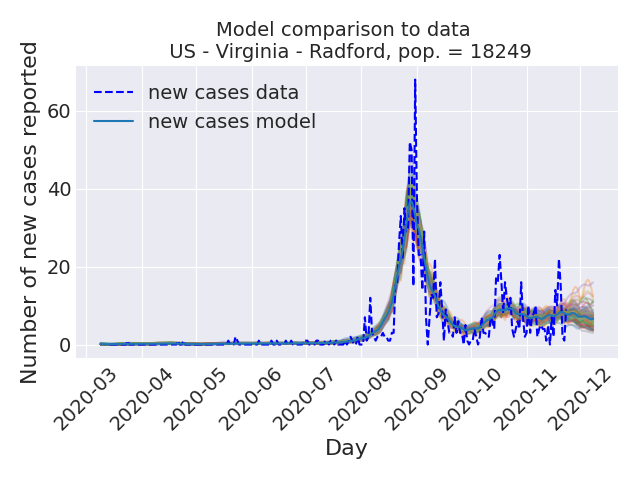 Model comparison to data
US - Virginia - Radford, pop. = 18249
new cases data
new cases model
Number of new cases reported
60
40
20
0
2020-03
2020-04
2020-05
2020-06
2020-07
2020-08
2020-09
2020-10
2020-11
2020-12
Day